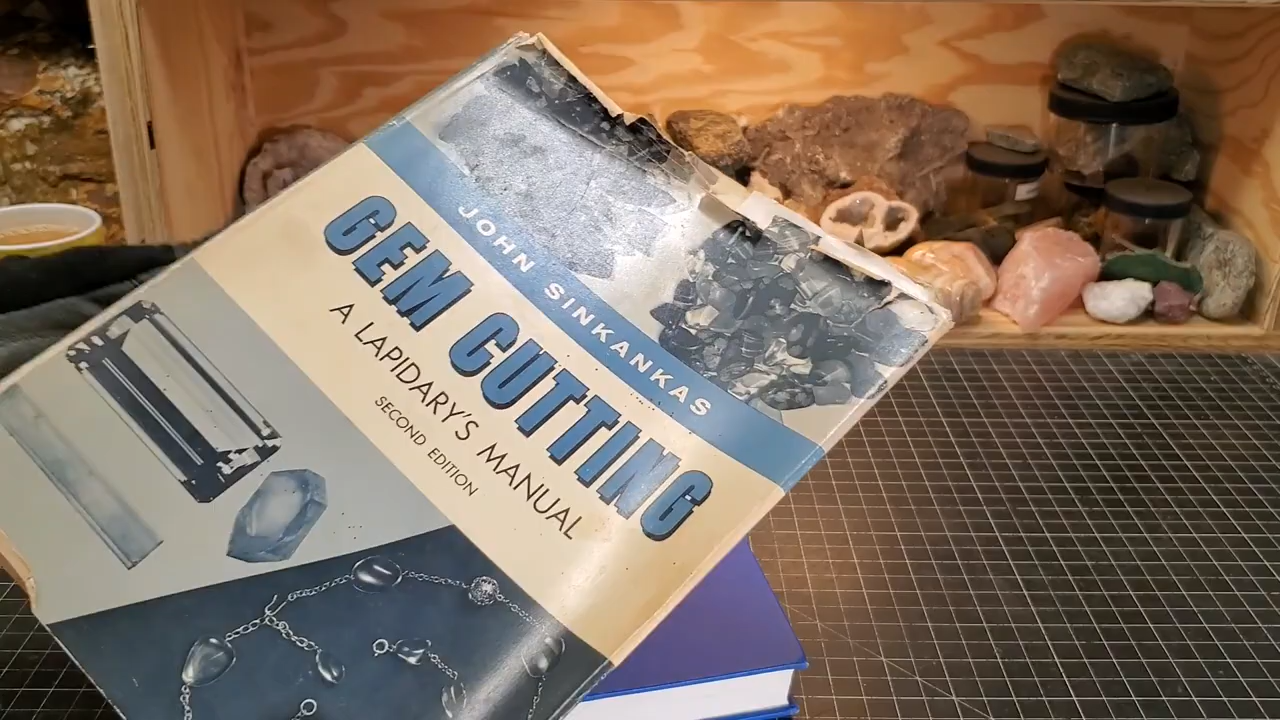 JOHN SINKANKAS
GEM CUTTING
A LAPIDARY'S MANUAL
SECOND EDITION